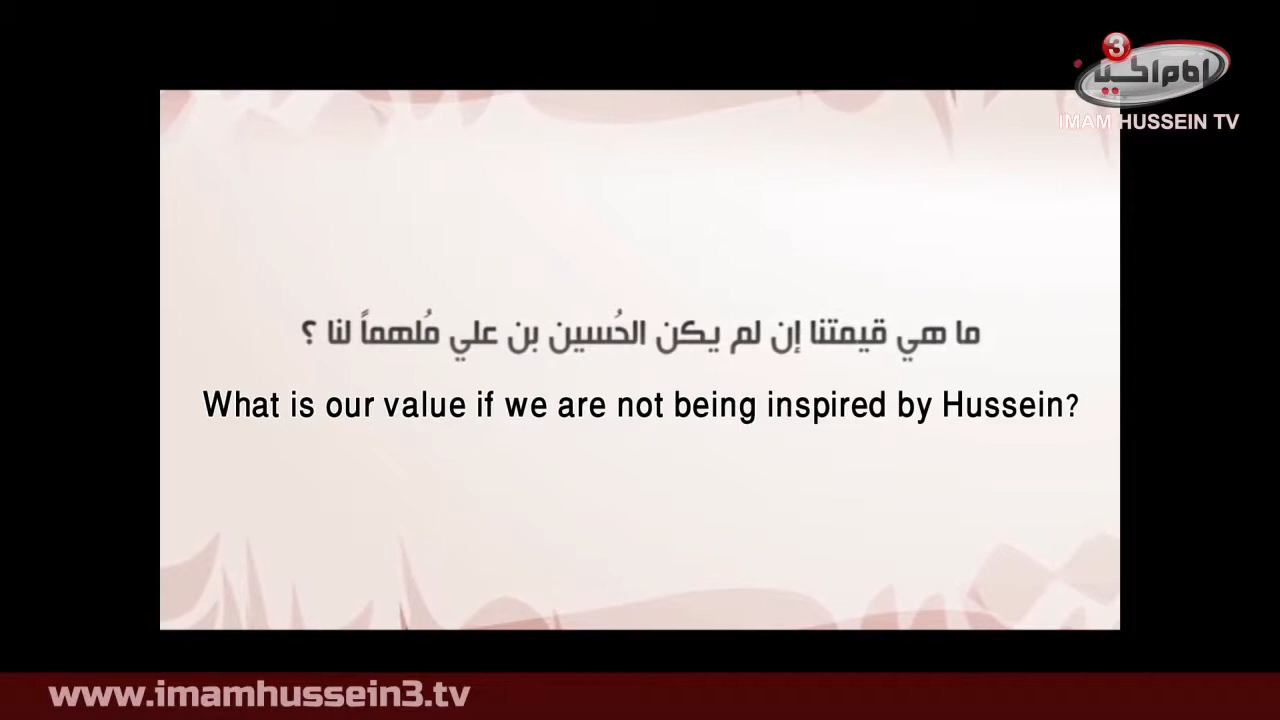 3
امام الحسين
IMAM HUSSEIN TV
ما هي قيمتنا إن لم يكن الحُسين بن علي مُلهماً لنا ؟
What is our value if we are not being inspired by Hussein?
www.imamhussein3.tv